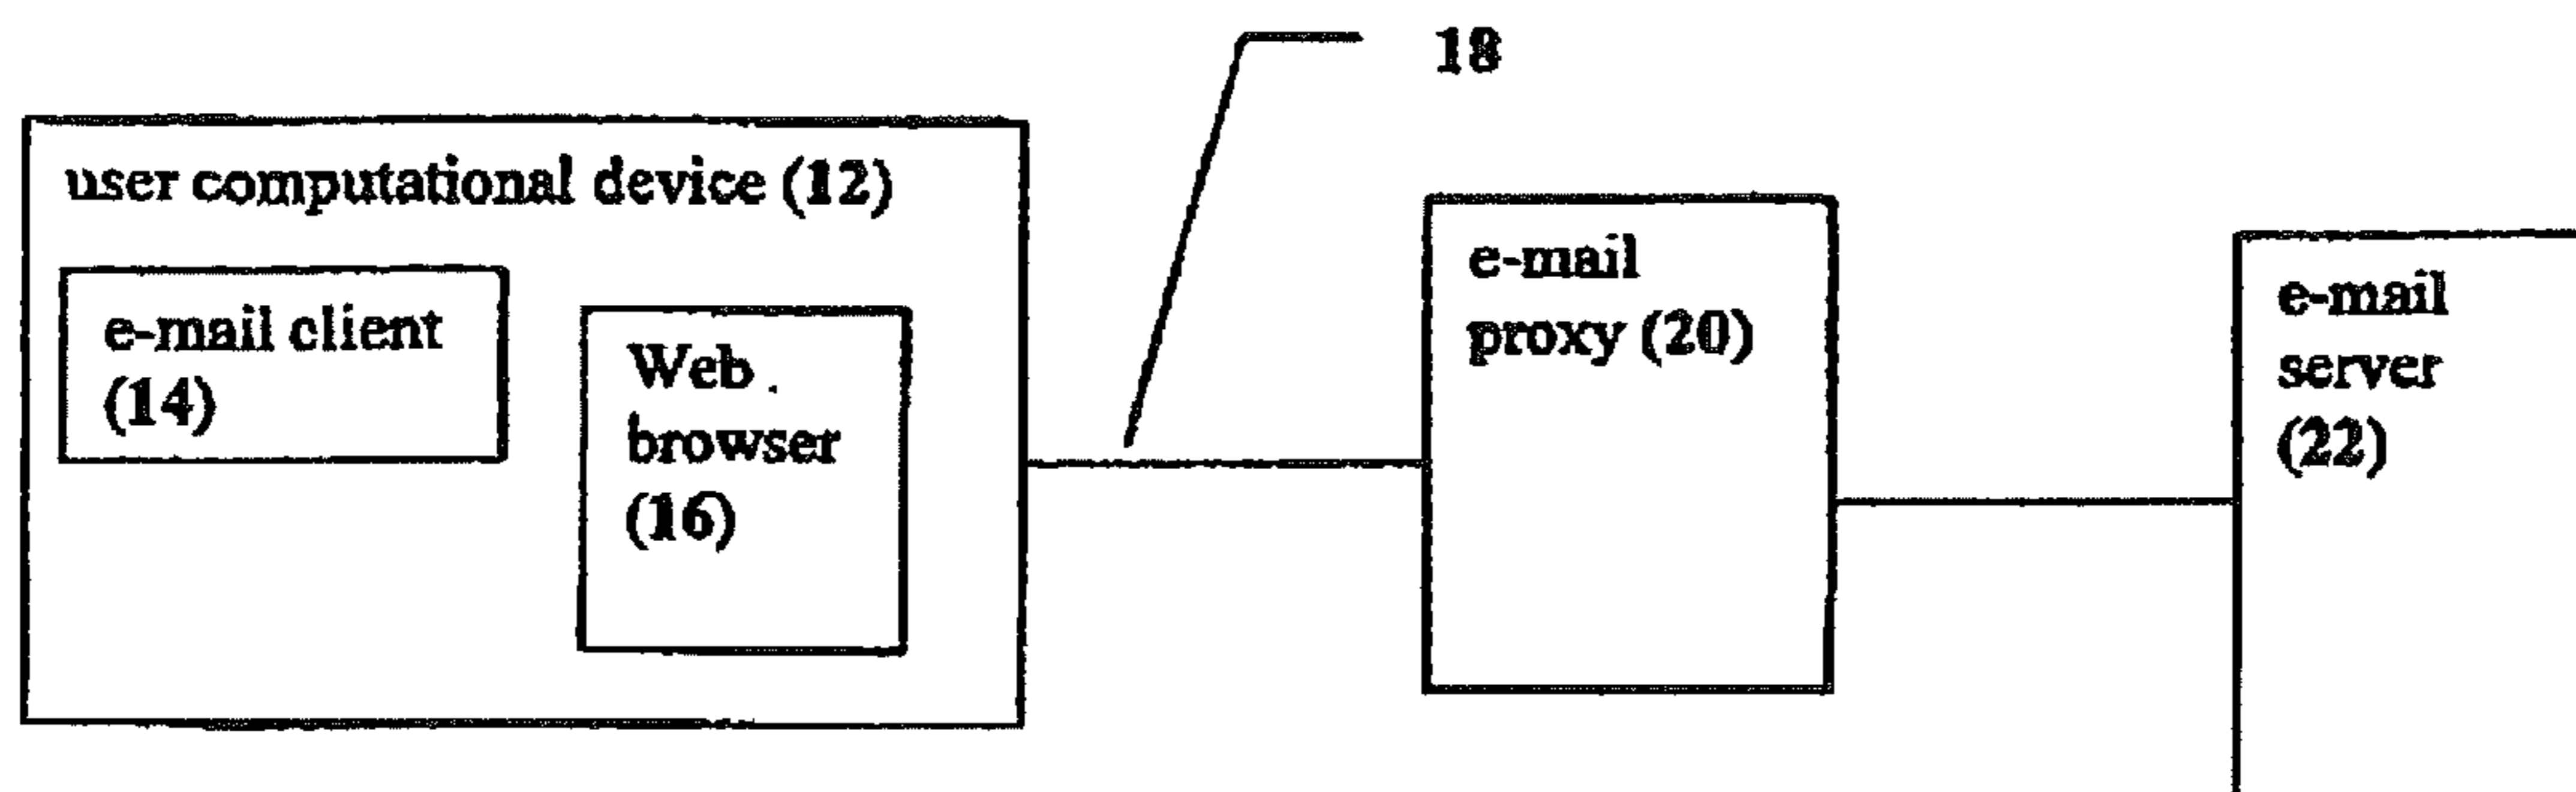 18
user computational device (12)
e-mail client
(14)
Web
browser
(16)
e-mail
proxy (20)
e-mail
server
(22)